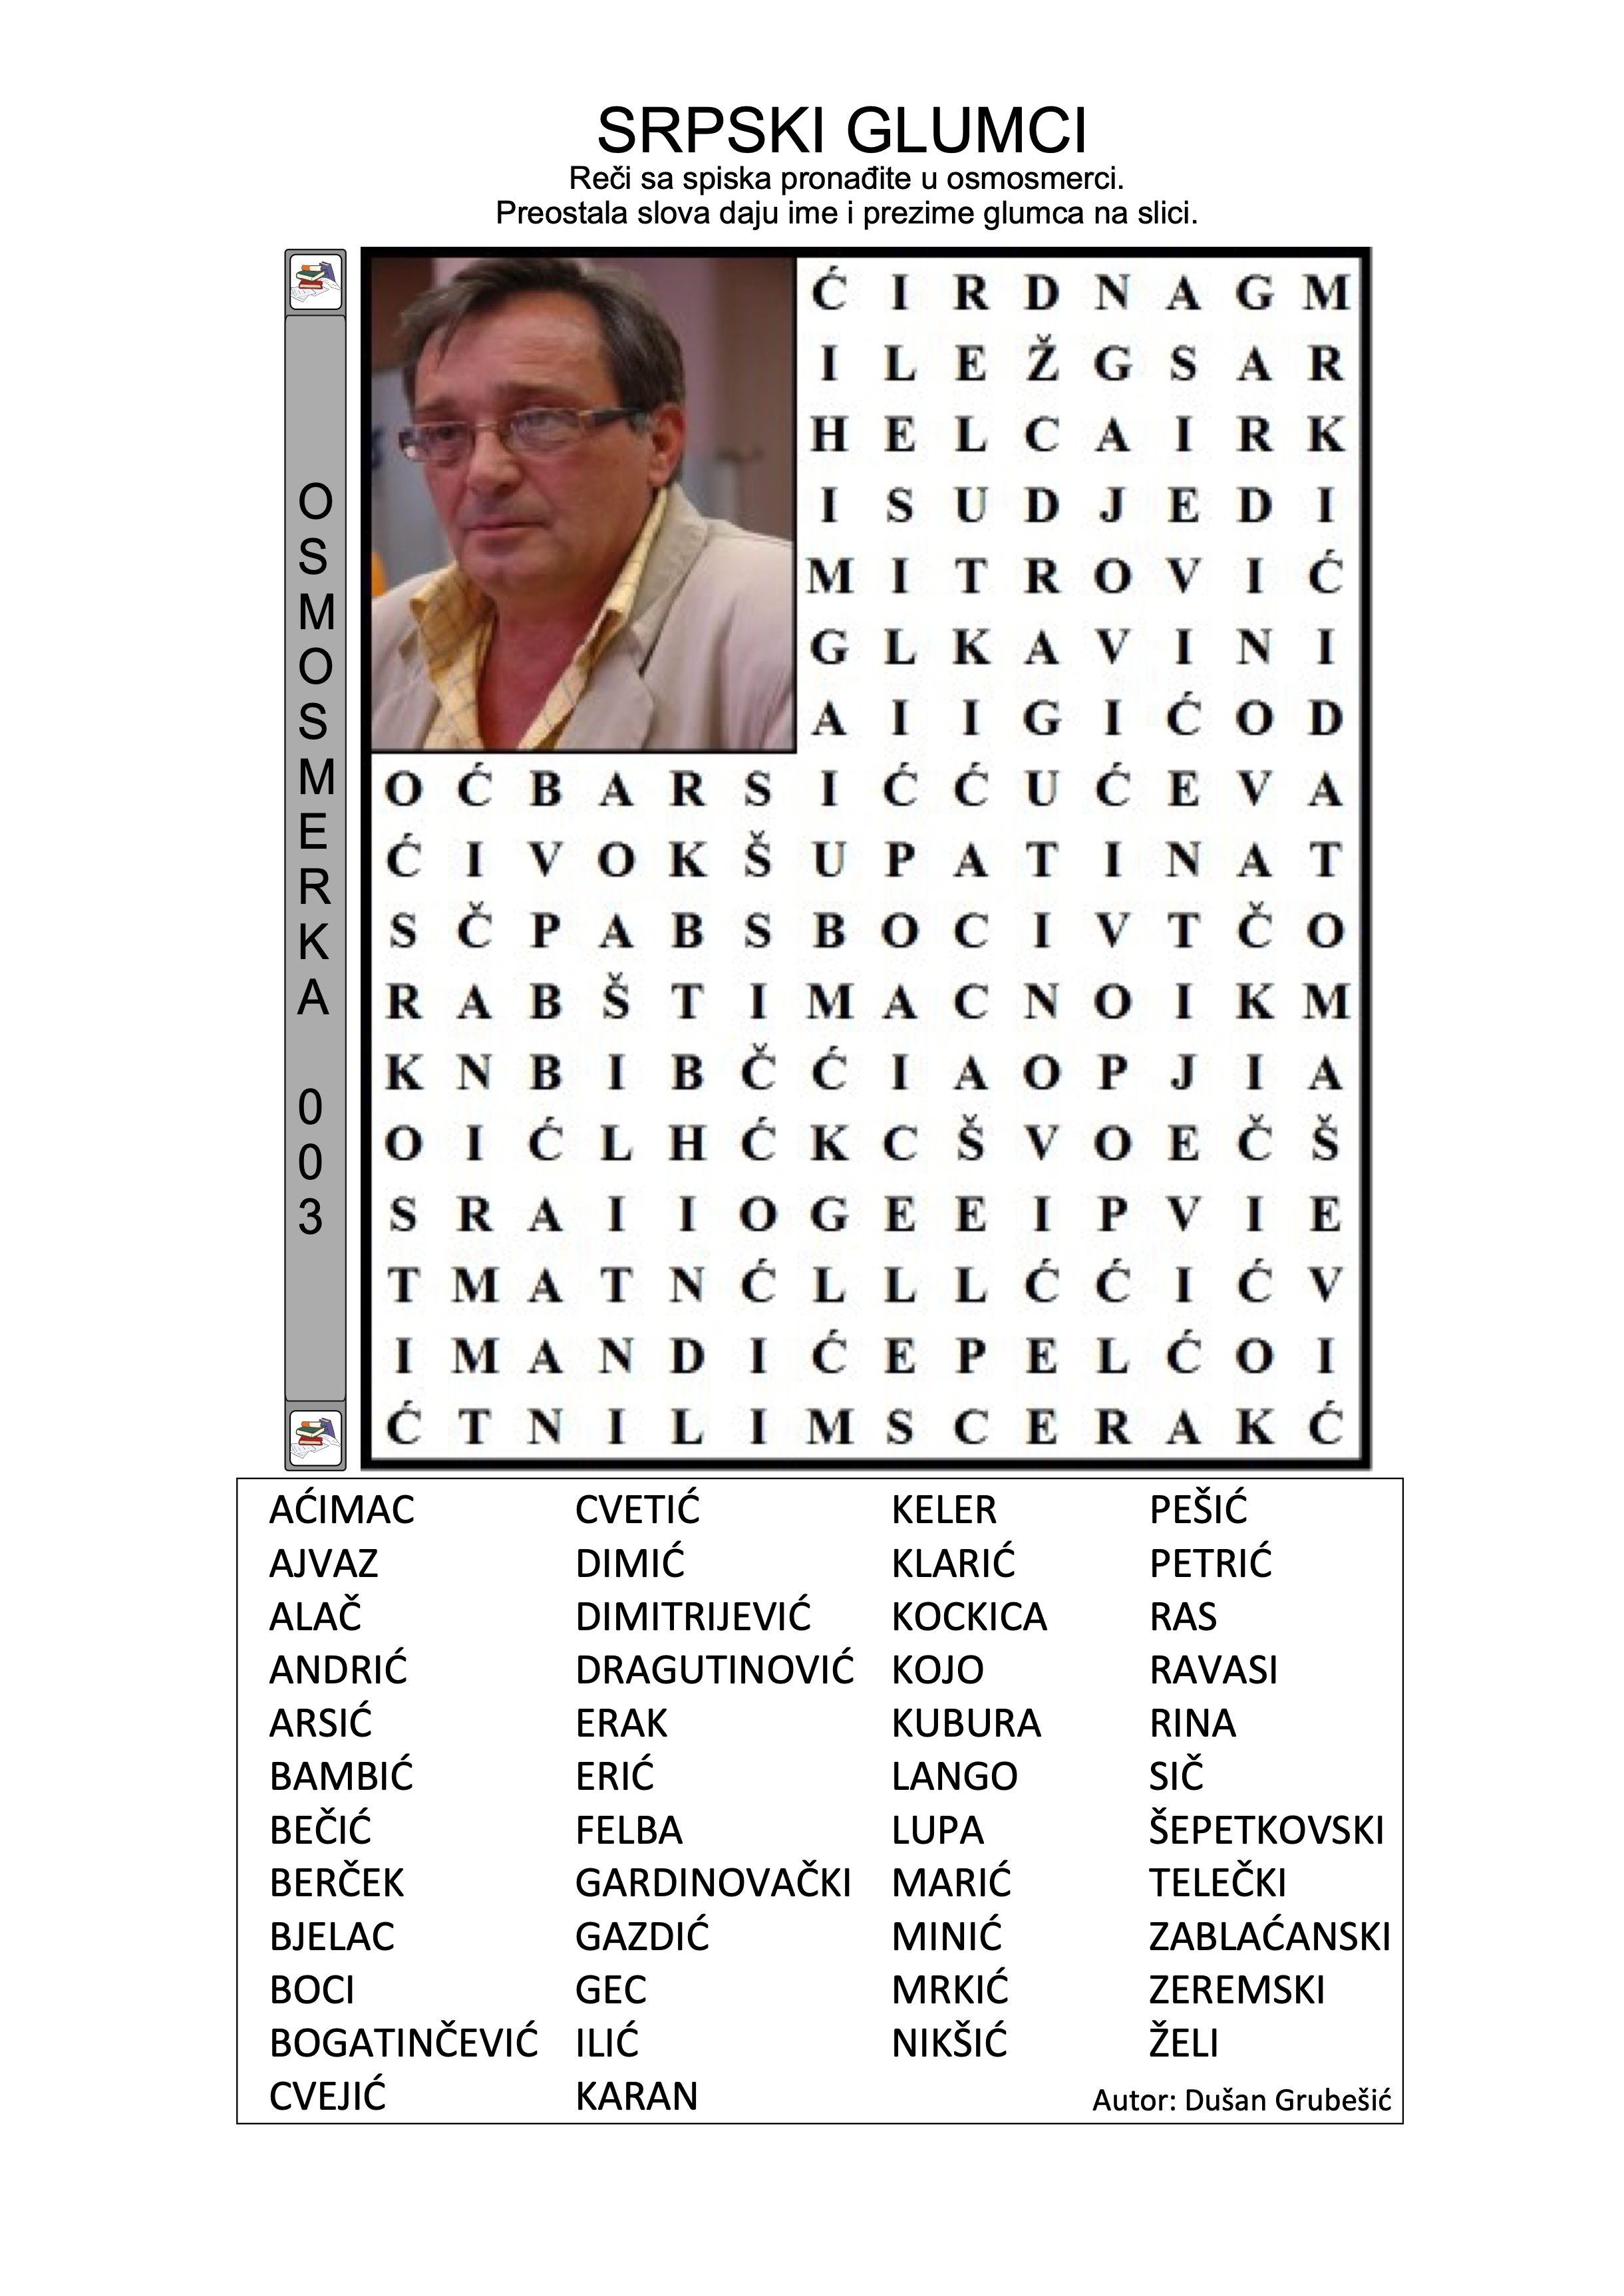 SRPSKI GLUMCI
Reči sa spiska pronađite u osmosmerci.
Preostala slova daju ime i prezime glumca na slici.
OSMOSMERKA 003
Ć I R D N A G M
I L E Ž G S A R
H E L C A I R K
I S U D J E D I
M I T R O V I Ć
G L K A V I N I
A I I G I Ć O D
O Ć B A R S I Ć Ć U Ć E V A
Ć I V O K Š U P A T I N A T
S Č P A B S B O C I V T Č O
R A B Š T I M A C N O I K M
K N B I B Č Ć I A O P J I A
O I Ć L H Ć K C Š V O E Č Š
S R A I I O G E E I P V I E
T M A T N Ć L L L Ć Ć I Ć V
I M A N D I Ć E P E L Ć O I
Ć T N I L I M S C E R A K Ć
AĆIMAC CVETIĆ KELER PEŠIĆ
AJVAZ DIMIĆ KLARIĆ PETRIĆ
ALAČ DIMITRIJEVIĆ KOCKICA RAS
ANDRIĆ DRAGUTINOVIĆ KOJO RAVASI
ARSIĆ ERAK KUBURA RINA
BAMBIĆ ERIĆ LANGO SIČ
BEČIĆ FELBA LUPA ŠEPETKOVSKI
BERČEK GARDINOVAČKI MARIĆ TELEČKI
BJELAC GAZDIĆ MINIĆ ZABLAĆANSKI
BOCI GEC MRKIĆ ZEREMSKI
BOGATINČEVIĆ ILIĆ NIKŠIĆ ŽELI
CVEJIĆ KARAN Autor: Dušan Grubešić